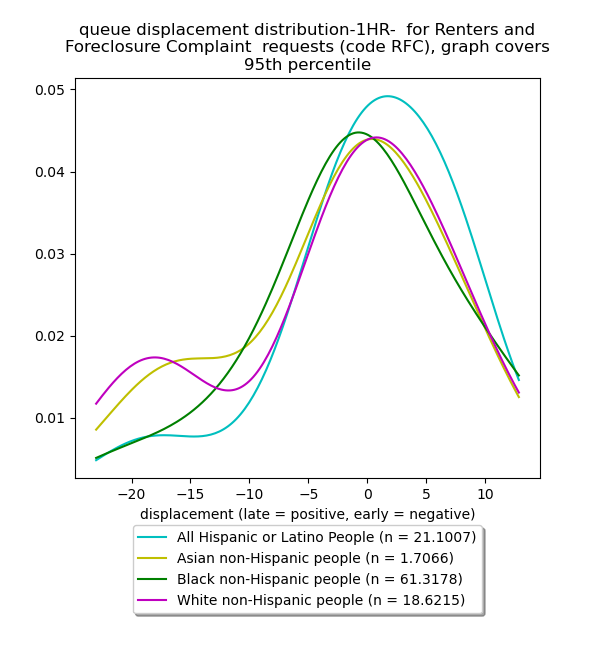 queue displacement distribution-1HR-  for Renters and
Foreclosure Complaint  requests (code RFC), graph covers
95th percentile
0.05
0.04
0.03
0.02
0.01
−20
−15
−10
−5
0
5
10
displacement (late = positive, early = negative)
All Hispanic or Latino People (n = 21.1007)
Asian non-Hispanic people (n = 1.7066)
Black non-Hispanic people (n = 61.3178)
White non-Hispanic people (n = 18.6215)